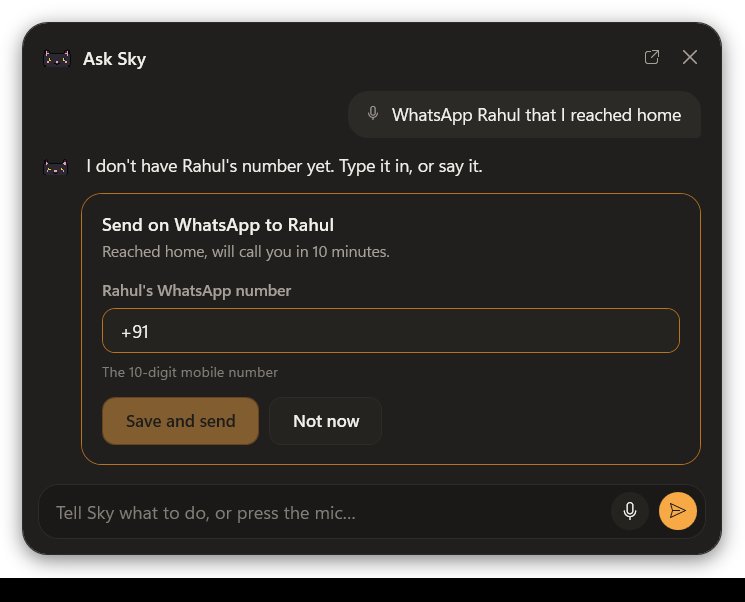 Ask Sky
WhatsApp Rahul that I reached home
I don't have Rahul's number yet. Type it in, or say it.
Send on WhatsApp to Rahul
Reached home, will call you in 10 minutes.
Rahul's WhatsApp number
+91
The 10-digit mobile number
Save and send
Not now
Tell Sky what to do, or press the mic...